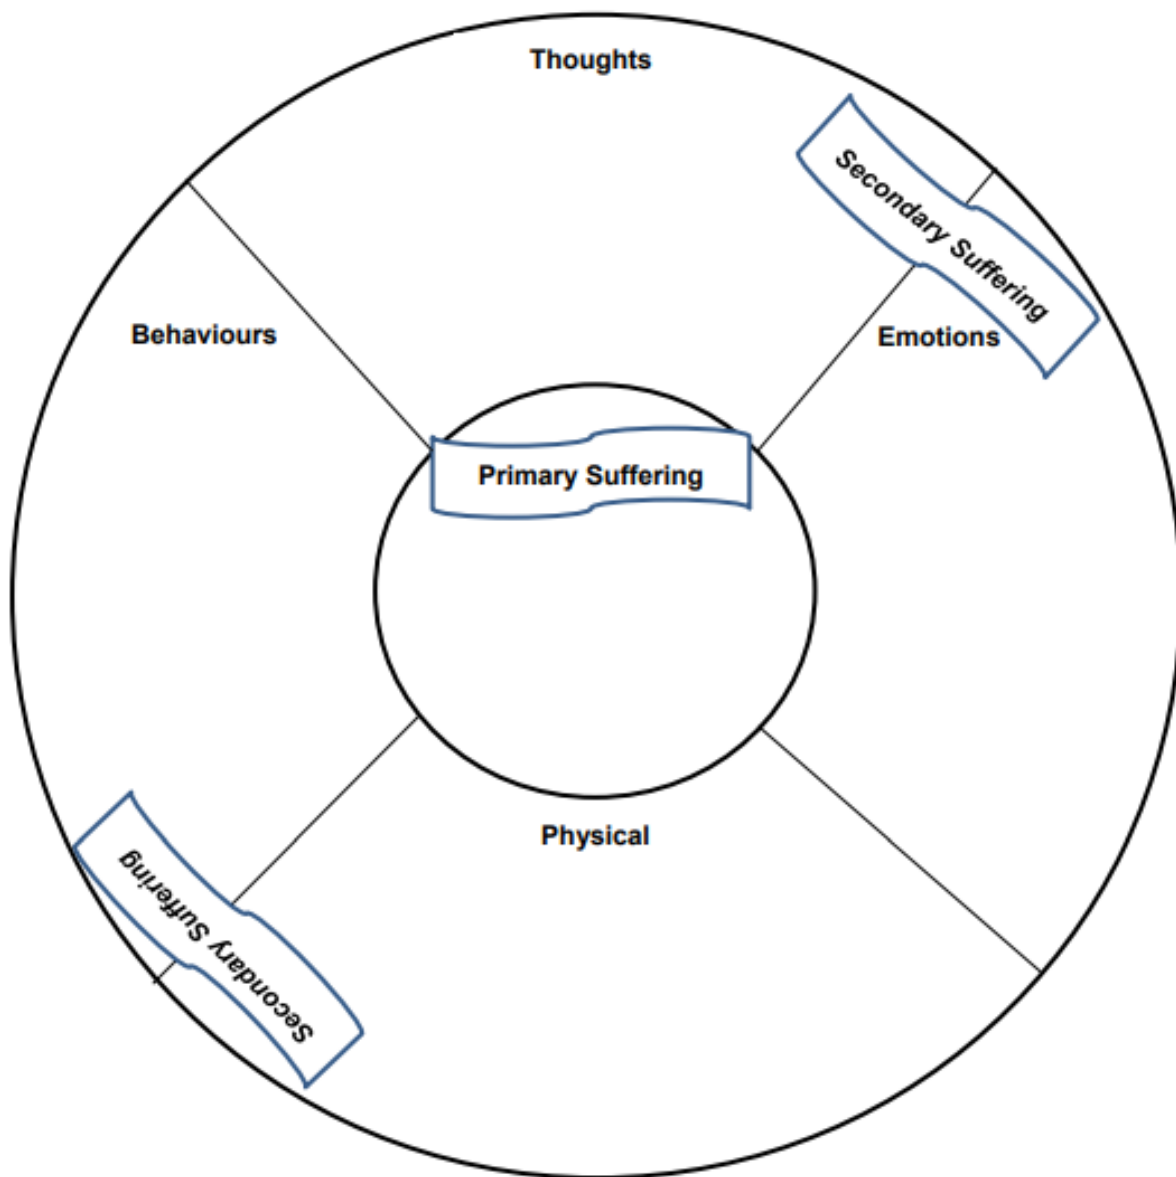 Thoughts
Secondary Suffering
Behaviours
Emotions
Primary Suffering
Physical
Secondary Suffering